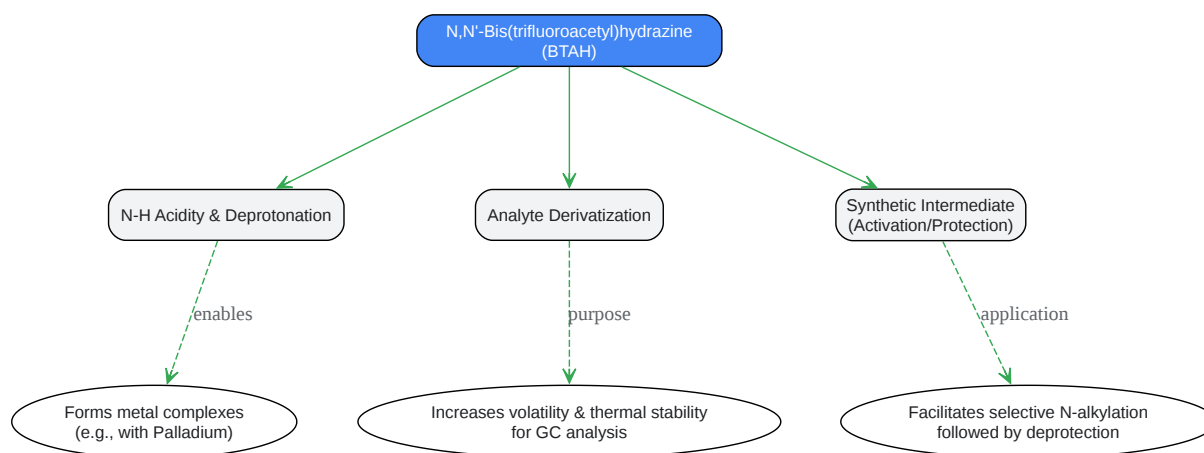 N,N'-Bis(trifluoroacetyl)hydrazine
(BTAH)
N-H Acidity & Deprotonation
Analyte Derivatization
Synthetic Intermediate
(Activation/Protection)
enables
purpose
application
Forms metal complexes
(e.g., with Palladium)
Increases volatility & thermal stability
for GC analysis
Facilitates selective N-alkylation
followed by deprotection